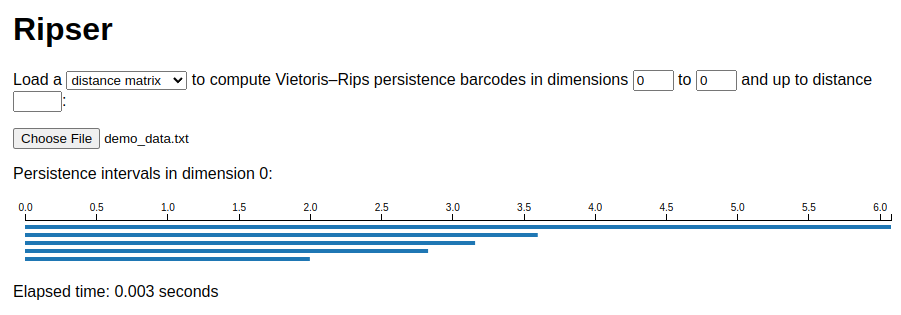 Ripser
Load a distance matrix to compute Vietoris–Rips persistence barcodes in dimensions 0 to 0 and up to distance
:
Choose File demo_data.txt
Persistence intervals in dimension 0:
0.0 0.5 1.0 1.5 2.0 2.5 3.0 3.5 4.0 4.5 5.0 5.5 6.0
Elapsed time: 0.003 seconds